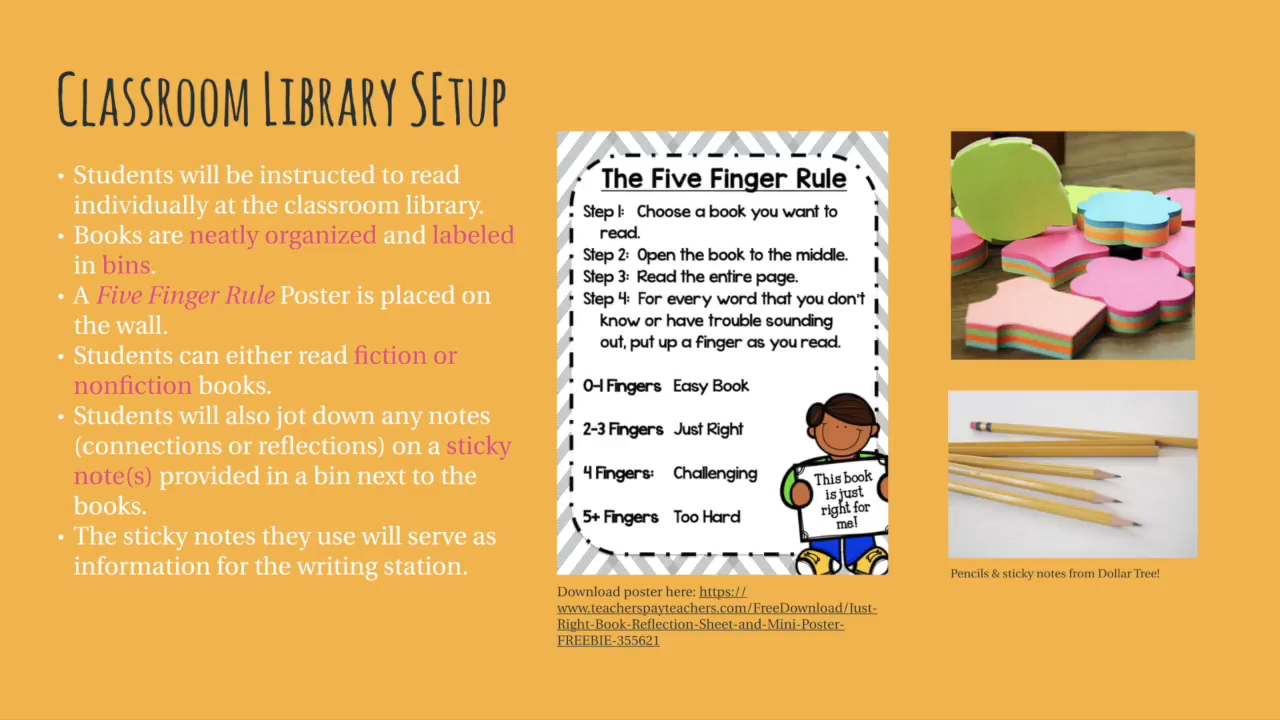 Classroom Library SEtup
• Students will be instructed to read
individually at the classroom library.
• Books are neatly organized and labeled
in bins.
• A Five Finger Rule Poster is placed on
the wall.
• Students can either read fiction or
nonfiction books.
• Students will also jot down any notes
(connections or reflections) on a sticky
note(s) provided in a bin next to the
books.
• The sticky notes they use will serve as
information for the writing station.
The Five Finger Rule
Step 1: Choose a book you want to
read.
Step 2: Open the book to the middle.
Step 3: Read the entire page.
Step 4: For every word that you don't
know or have trouble sounding
out, put up a finger as you read.
0-1 Fingers Easy Book
2-3 Fingers Just Right
4 Fingers: Challenging
5+ Fingers Too Hard
This book
is just
right for
me!
Download poster here: https://
www.teacherspayteachers.com/FreeDownload/Just-
Right-Book-Reflection-Sheet-and-Mini-Poster-
FREEBIE-355621
Pencils & sticky notes from Dollar Tree!